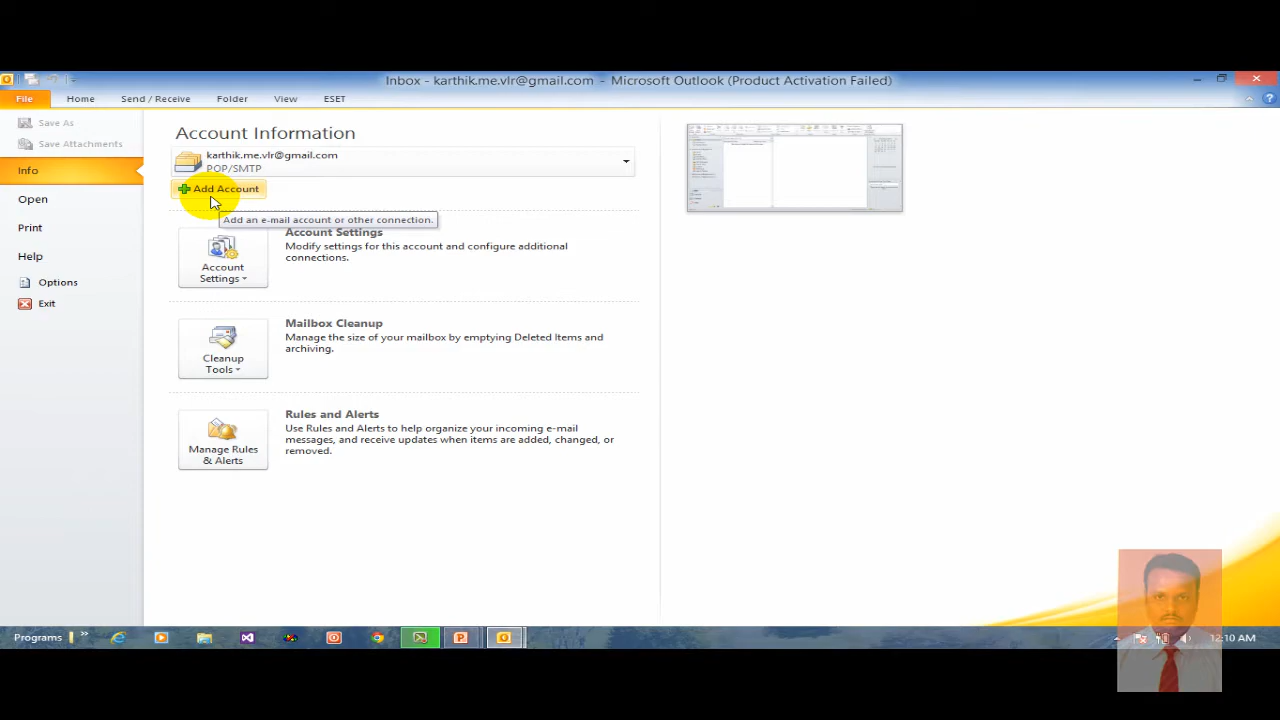 Inbox - karthik.me.vlr@gmail.com - Microsoft Outlook (Product Activation Failed)
File Home Send / Receive Folder View ESET
Save As
Save Attachments
Info
Open
Print
Help
Options
Exit
Account Information
karthik.me.vlr@gmail.com
POP/SMTP
Add Account
Add an e-mail account or other connection.
Account Settings
Account Settings
Modify settings for this account and configure additional
connections.
Cleanup
Tools
Mailbox Cleanup
Manage the size of your mailbox by emptying Deleted Items and
archiving.
Manage Rules
& Alerts
Rules and Alerts
Use Rules and Alerts to help organize your incoming e-mail
messages, and receive updates when items are added, changed, or
removed.
Programs
12:10 AM